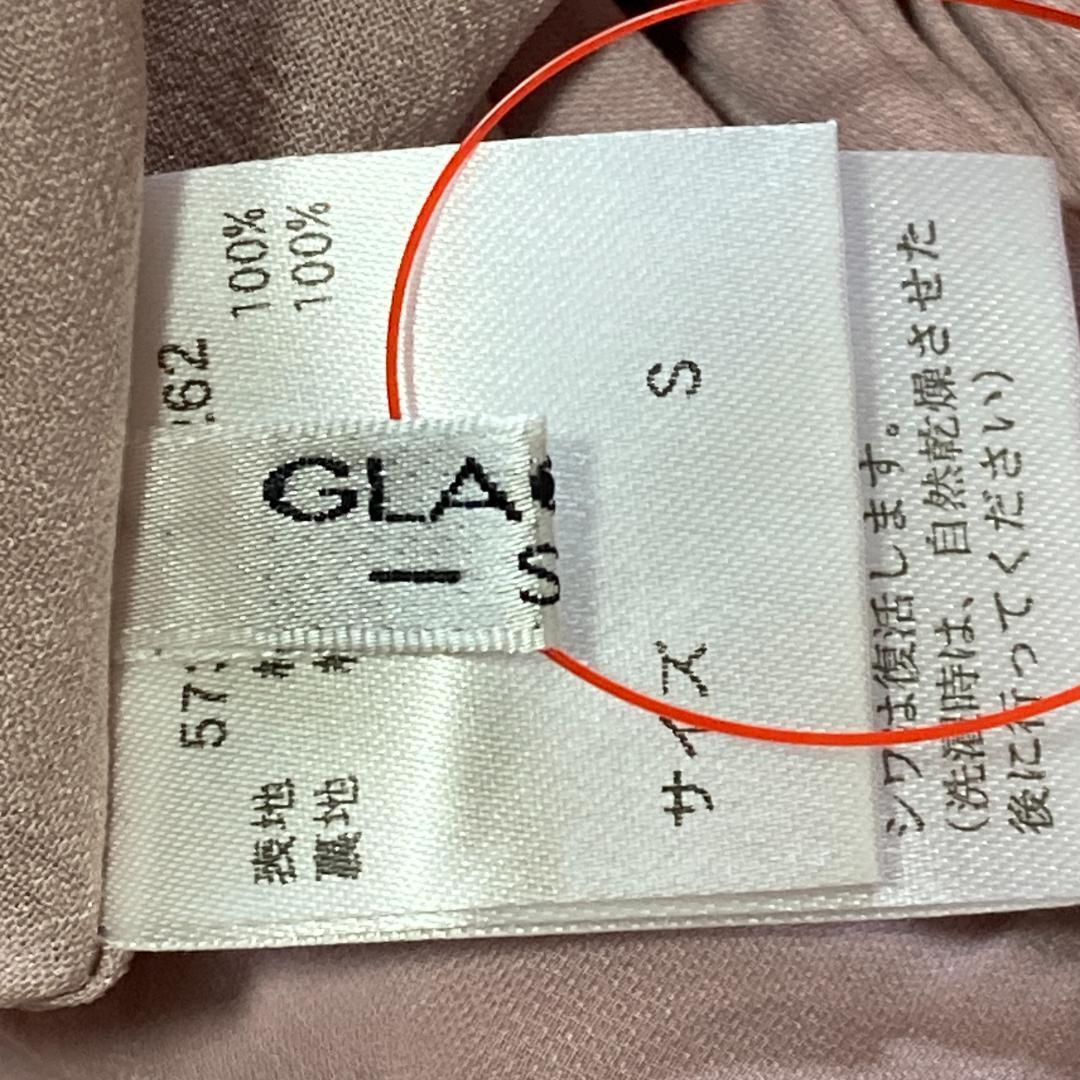 GLA
S
57
62
表地 100%
裏地 100%
サイズ S
シワは復活します。
(洗濯時は、自然乾燥させた
後に行ってください)